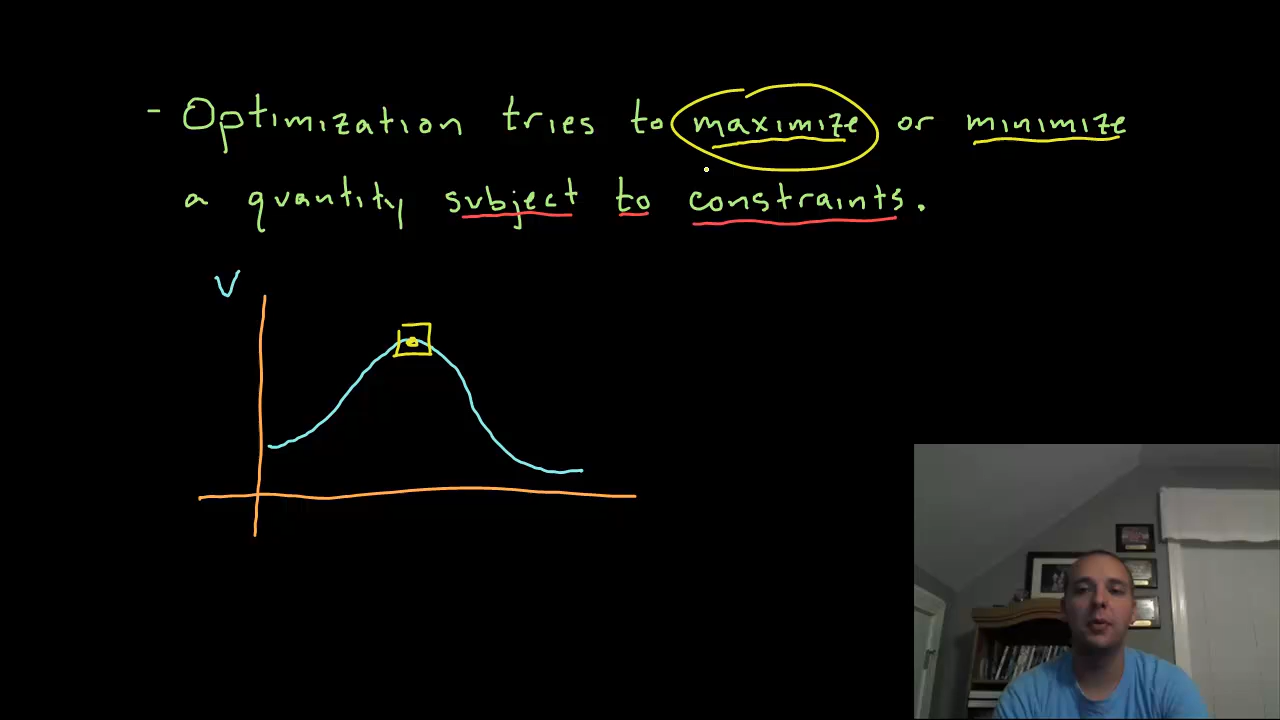 - Optimization tries to maximize or minimize
a quantity subject to constraints.
V